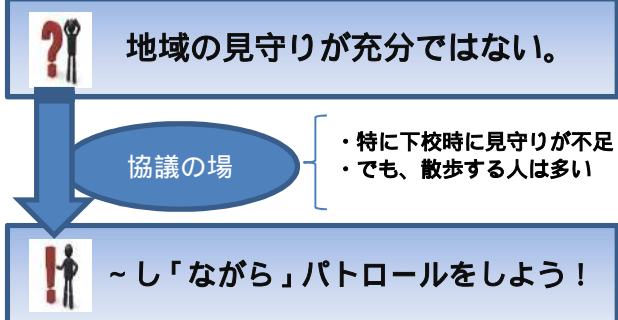 地域の見守りが充分ではない。
協議の場
・特に下校時に見守りが不足
・でも、散歩する人は多い
~し「ながら」パトロールをしよう！